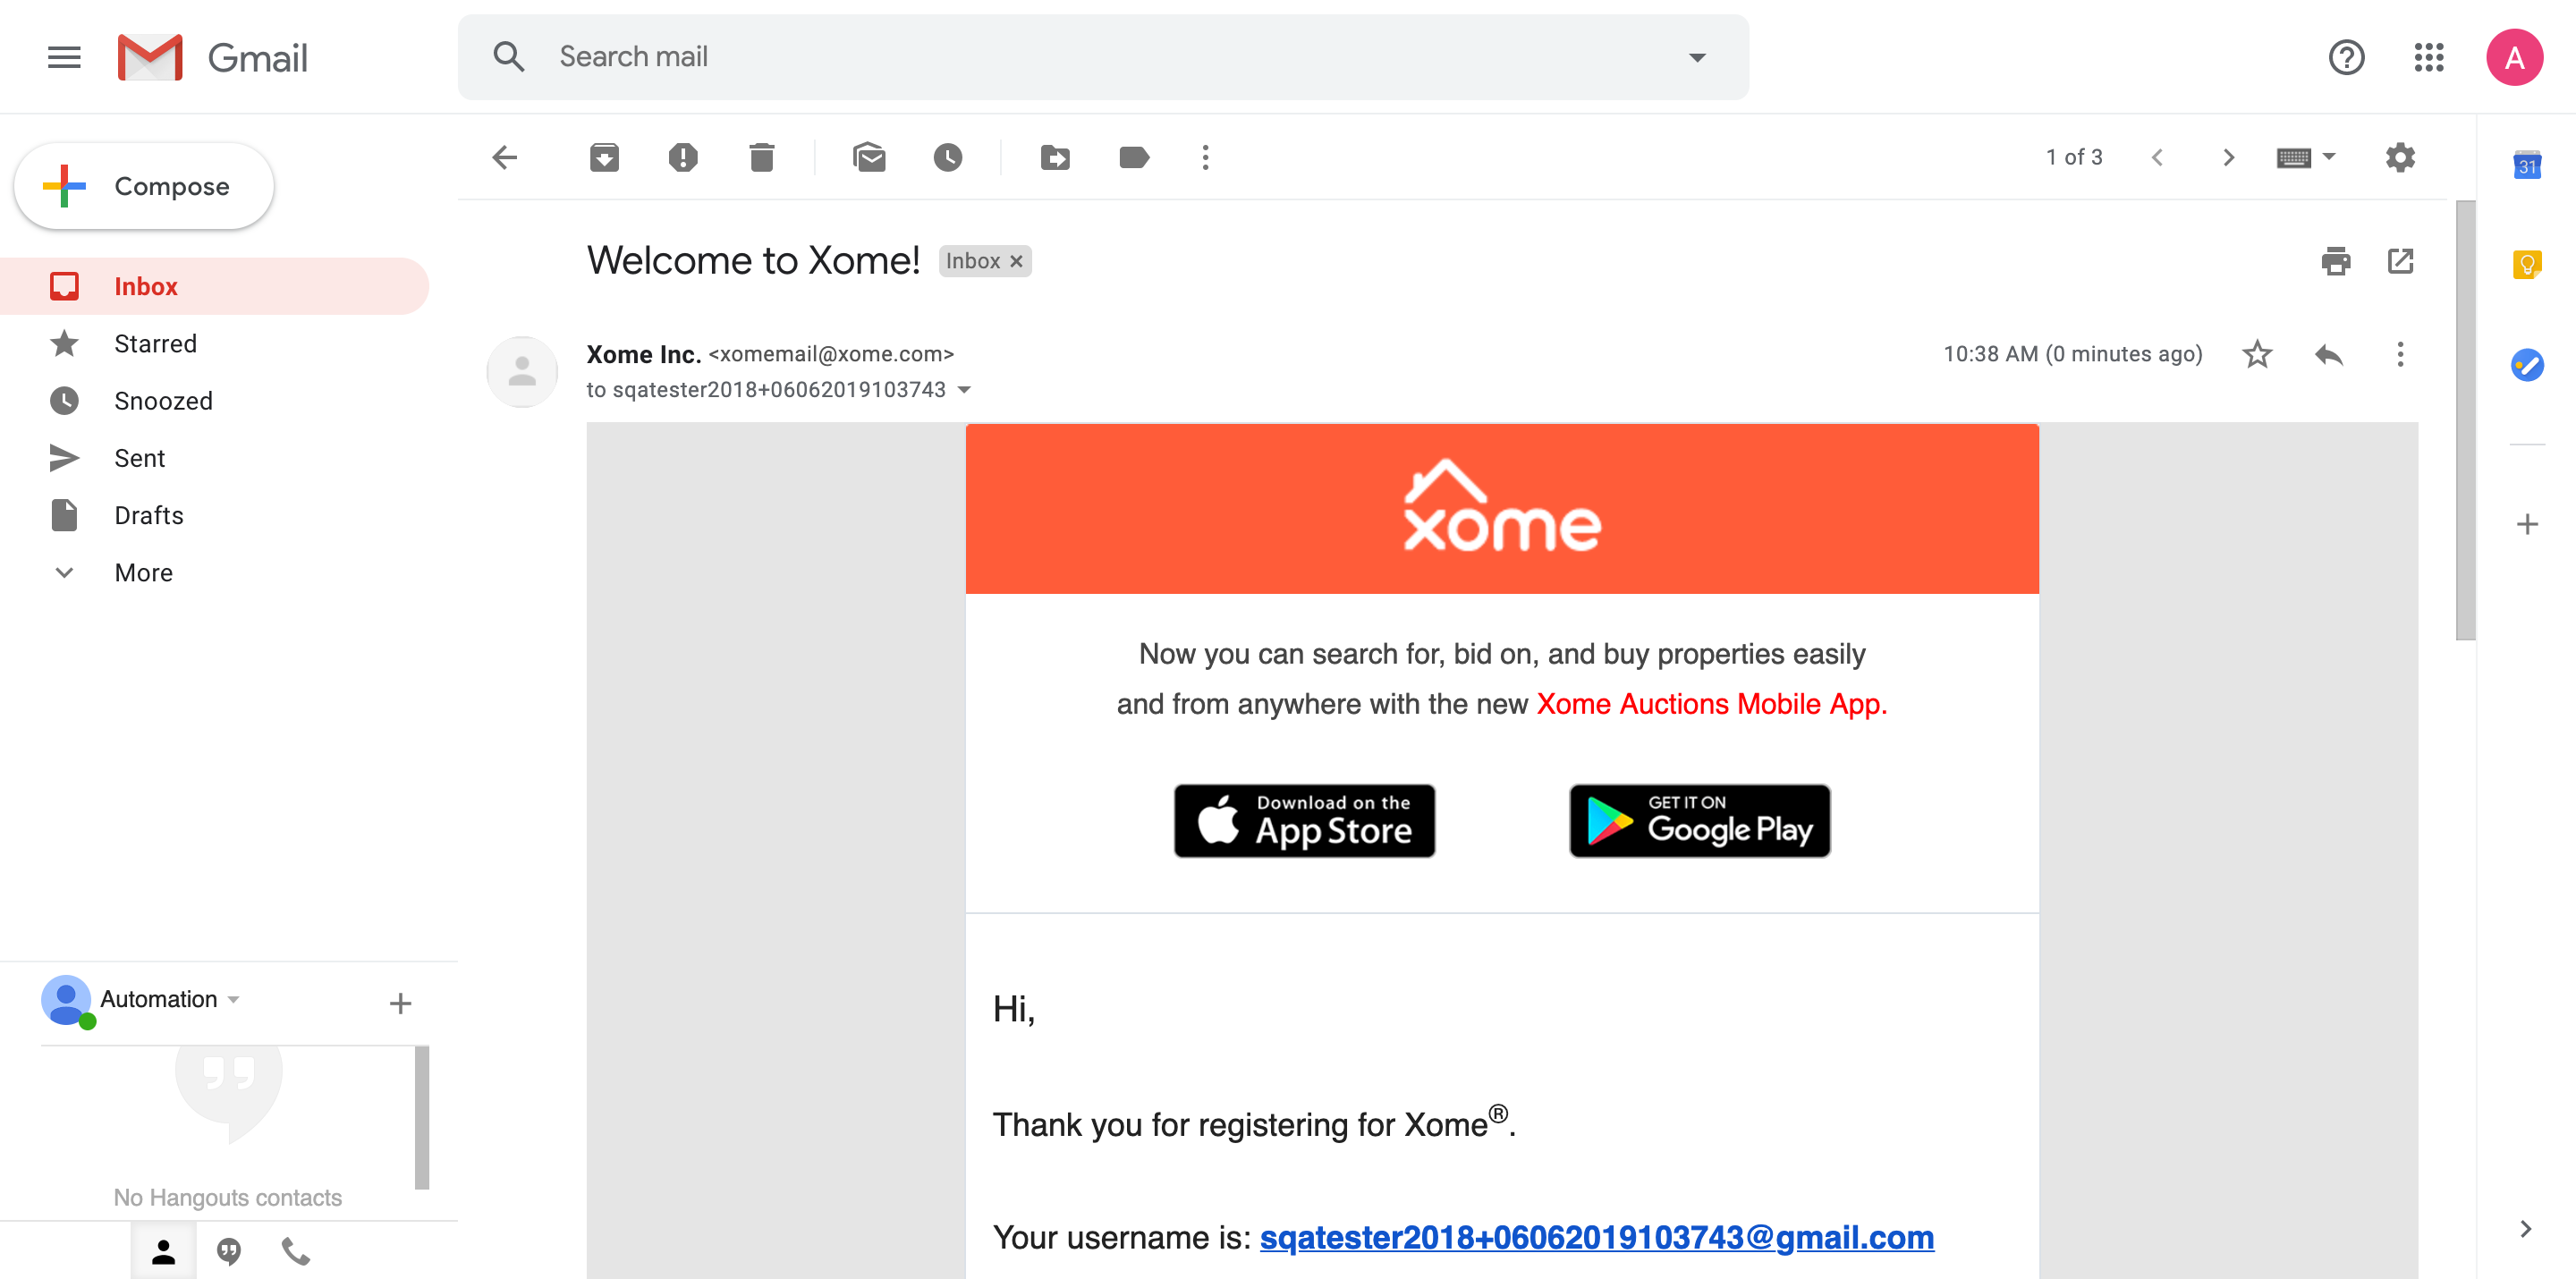 Gmail
Search mail
A
Compose
1 of 3
31
Inbox
Starred
Snoozed
Sent
Drafts
More
Welcome to Xome! Inbox
Xome Inc. <xomemail@xome.com>
10:38 AM (0 minutes ago)
to sqatester2018+06062019103743
xome
Now you can search for, bid on, and buy properties easily
and from anywhere with the new Xome Auctions Mobile App.
Download on the
App Store
GET IT ON
Google Play
Hi,
Thank you for registering for Xome®.
Your username is: sqatester2018+06062019103743@gmail.com
Automation
No Hangouts contacts